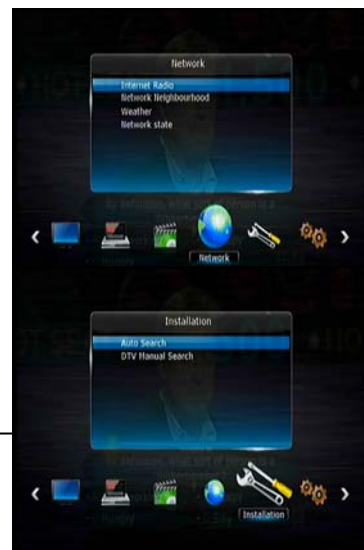 Network
Internet Radio
Network Neighbourhood
Weather
Network state
Network
Installation
Auto Search
DTV Manual Search
Installation